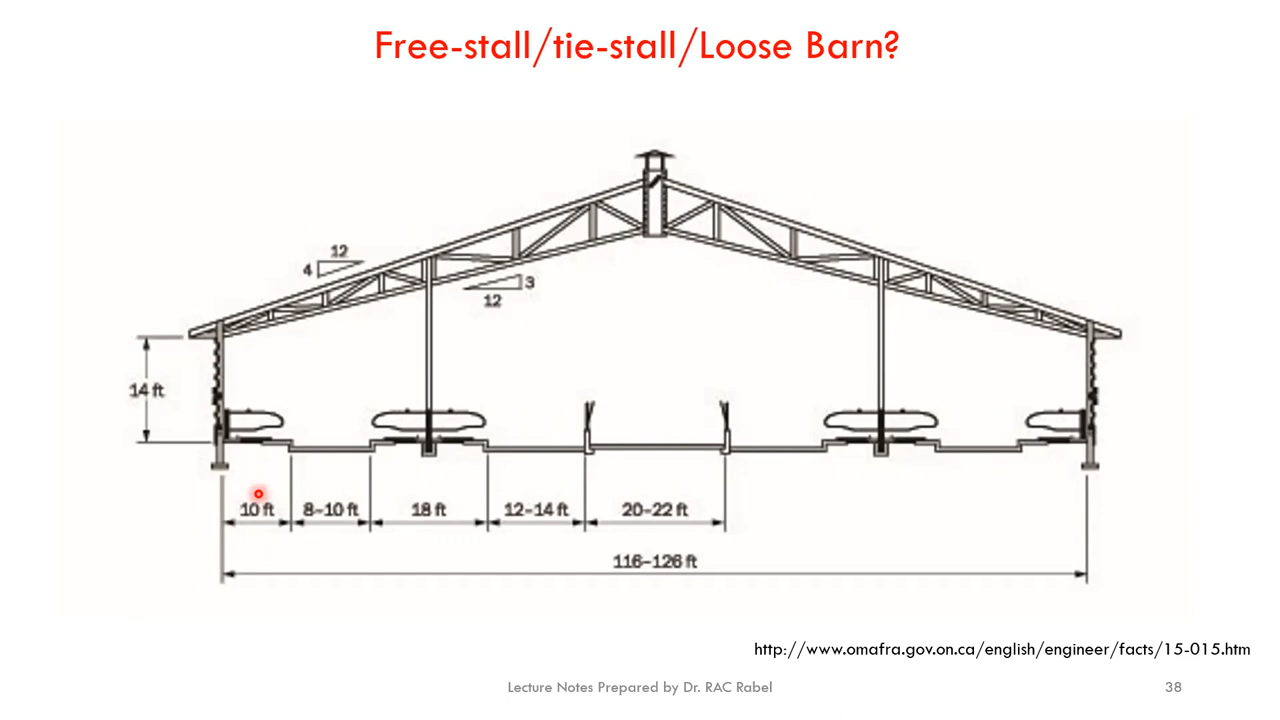 Free-stall/tie-stall/Loose Barn?
12
4
3
12
14 ft
10 ft 8–10 ft 18 ft 12–14 ft 20–22 ft
116–126 ft
http://www.omafra.gov.on.ca/english/engineer/facts/15-015.htm
Lecture Notes Prepared by Dr. RAC Rabel 38